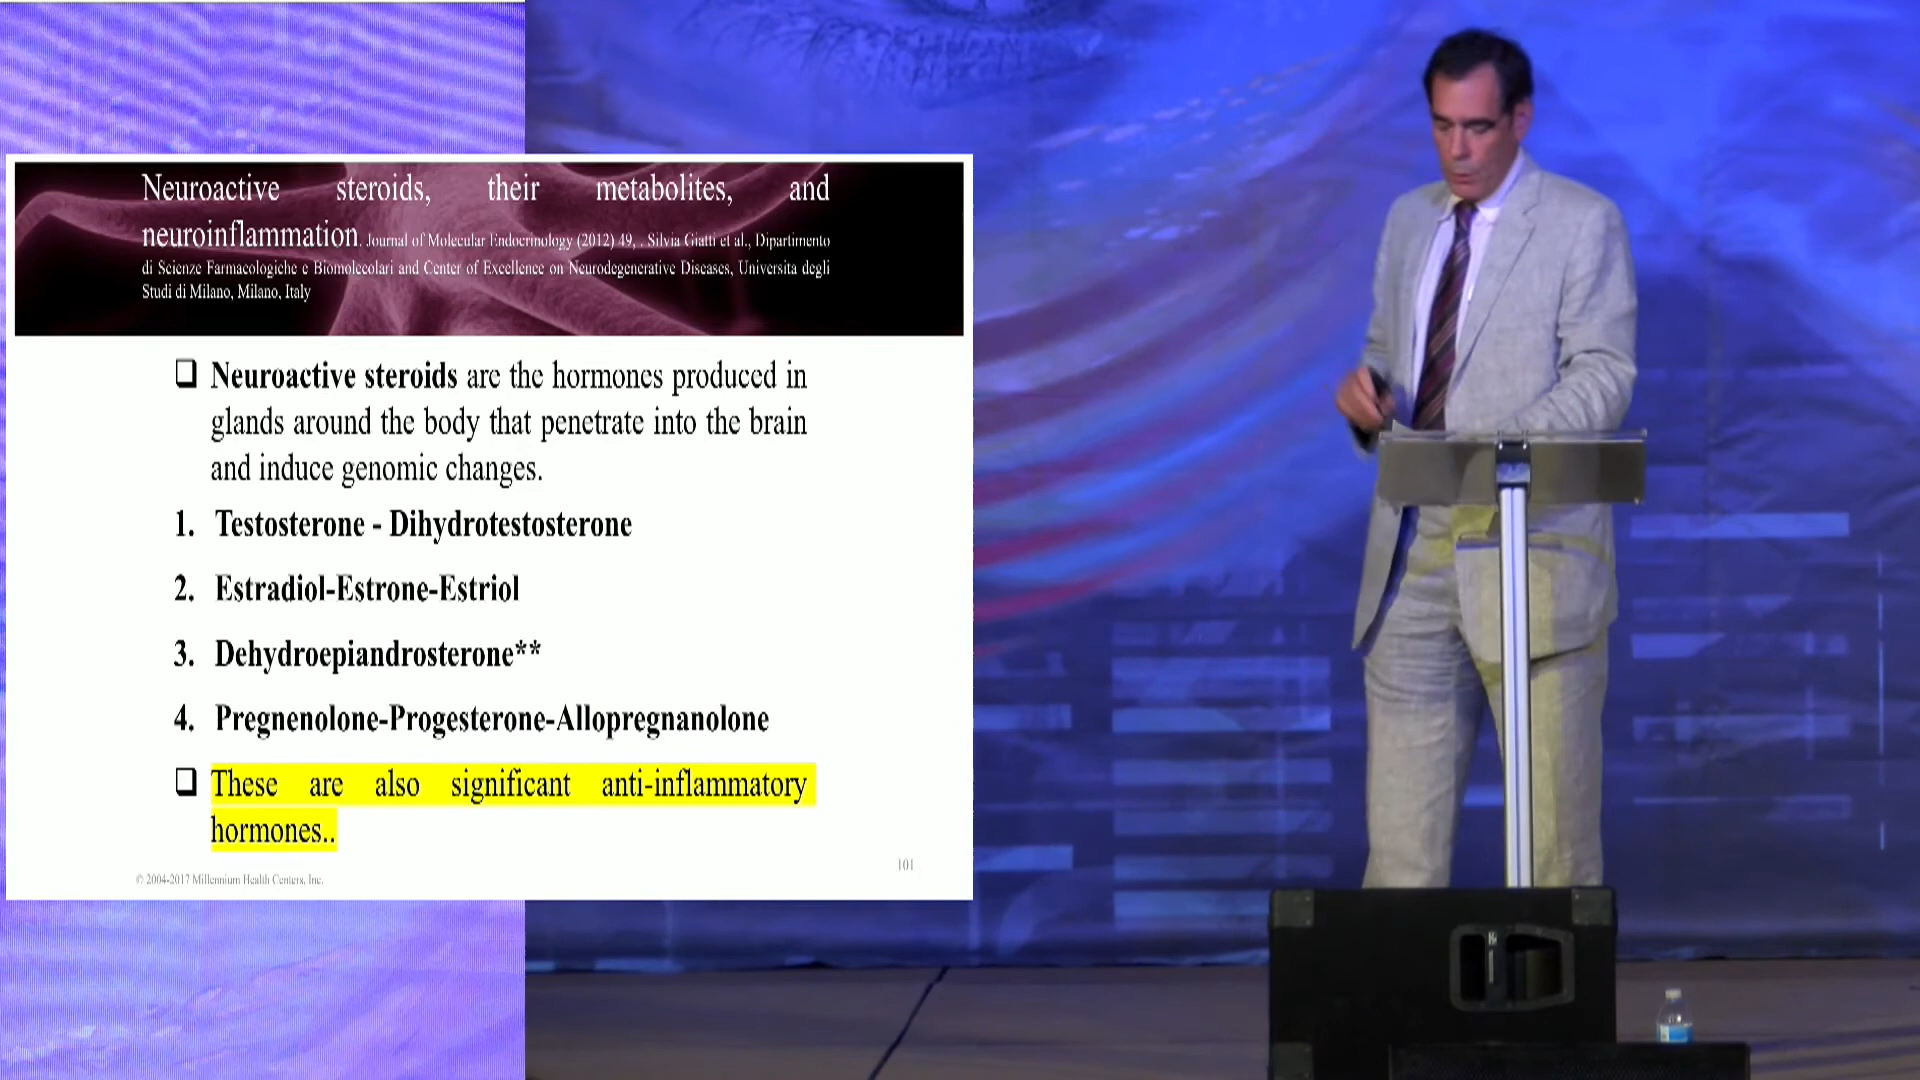 Neuroactive steroids, their metabolites, and
neuroinflammation. Journal of Molecular Endocrinology (2012) 49, . Silvia Giatti et al., Dipartimento
di Scienze Farmacologiche e Biomolecolari and Center of Excellence on Neurodegenerative Diseases, Universita degli
Studi di Milano, Milano, Italy
Neuroactive steroids are the hormones produced in
glands around the body that penetrate into the brain
and induce genomic changes.
1. Testosterone - Dihydrotestosterone
2. Estradiol-Estrone-Estriol
3. Dehydroepiandrosterone**
4. Pregnenolone-Progesterone-Allopregnanolone
These are also significant anti-inflammatory
hormones..
101
© 2004-2017 Millennium Health Centers, Inc.